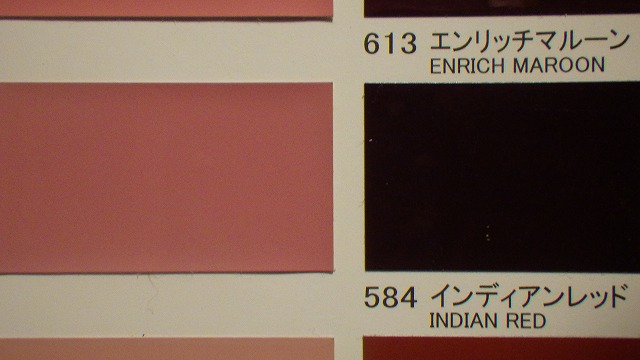 613 エンリッチマルーン
ENRICH MAROON
584 インディアンレッド
INDIAN RED